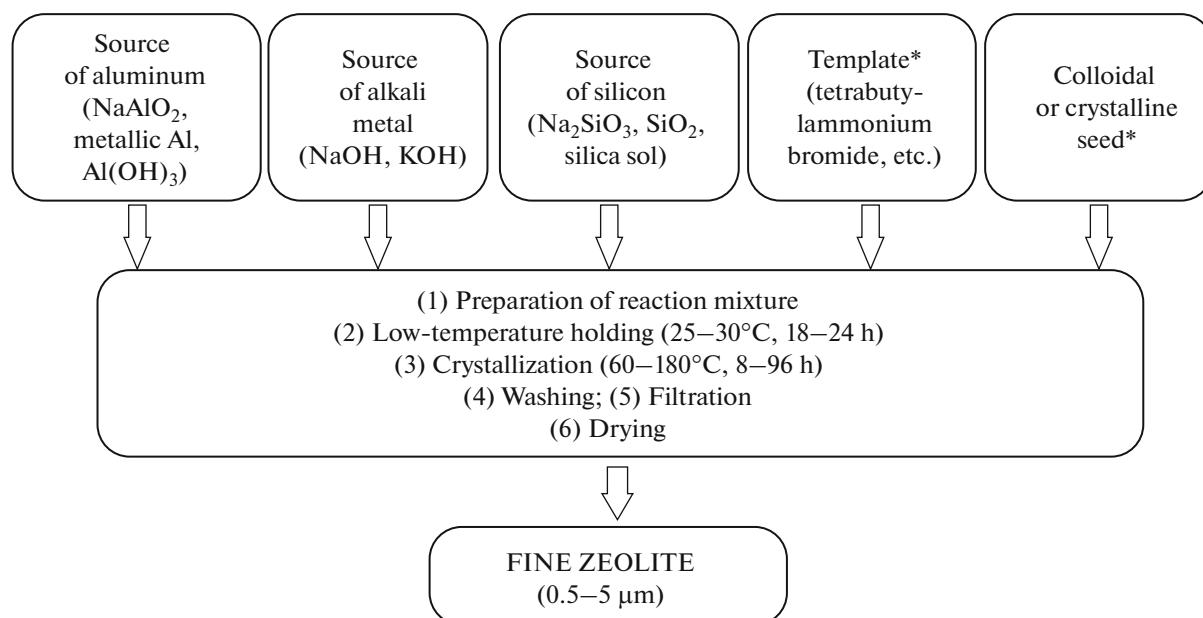 Source
of aluminum
(NaAlO₂,
metallic Al,
Al(OH)₃)
Source
of alkali
metal
(NaOH, KOH)
Source
of silicon
(Na₂SiO₃, SiO₂,
silica sol)
Template*
(tetrabuty-
lammonium
bromide, etc.)
Colloidal
or crystalline
seed*
(1) Preparation of reaction mixture
(2) Low-temperature holding (25–30°C, 18–24 h)
(3) Crystallization (60–180°C, 8–96 h)
(4) Washing; (5) Filtration
(6) Drying
FINE ZEOLITE
(0.5–5 μm)